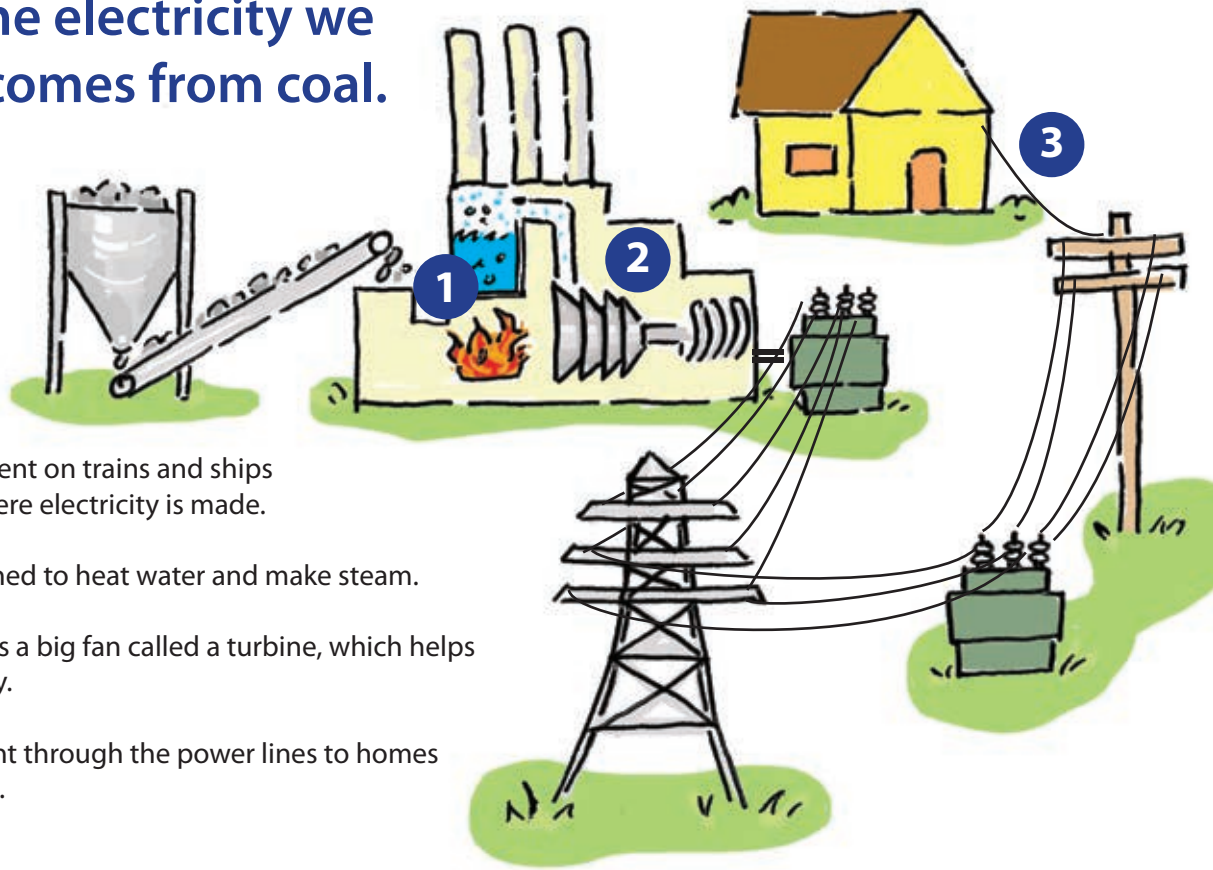 he electricity we
comes from coal.
3
2
1
ent on trains and ships
ere electricity is made.
ned to heat water and make steam.
s a big fan called a turbine, which helps
y.
nt through the power lines to homes
.